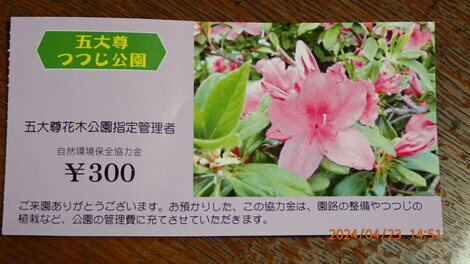 五大尊
つつじ公園
五大尊花木公園指定管理者
自然環境保全協力金
￥300
ご来園ありがとうございます。お預かりした、この協力金は、園路の整備やつつじの
植栽など、公園の管理費に充てさせていただきます。
2024/04/23 14:51